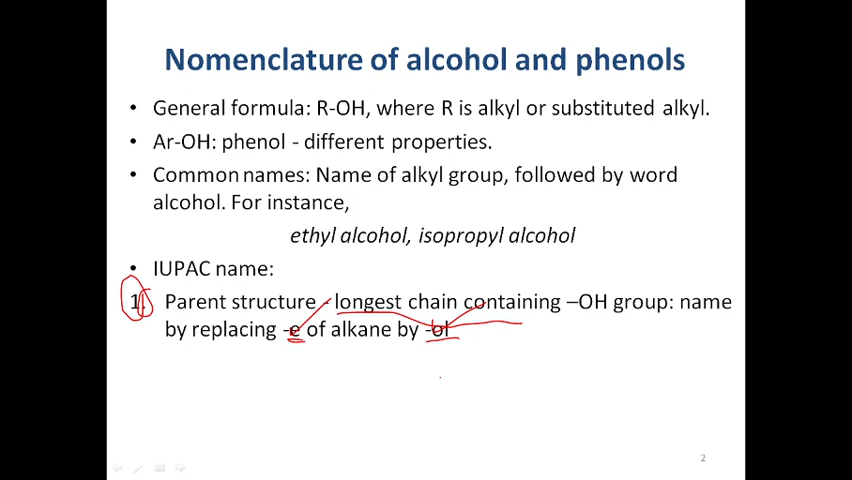 Nomenclature of alcohol and phenols
• General formula: R-OH, where R is alkyl or substituted alkyl.
• Ar-OH: phenol - different properties.
• Common names: Name of alkyl group, followed by word
alcohol. For instance,
ethyl alcohol, isopropyl alcohol
• IUPAC name:
1. Parent structure - longest chain containing –OH group: name
by replacing -e of alkane by -ol
2